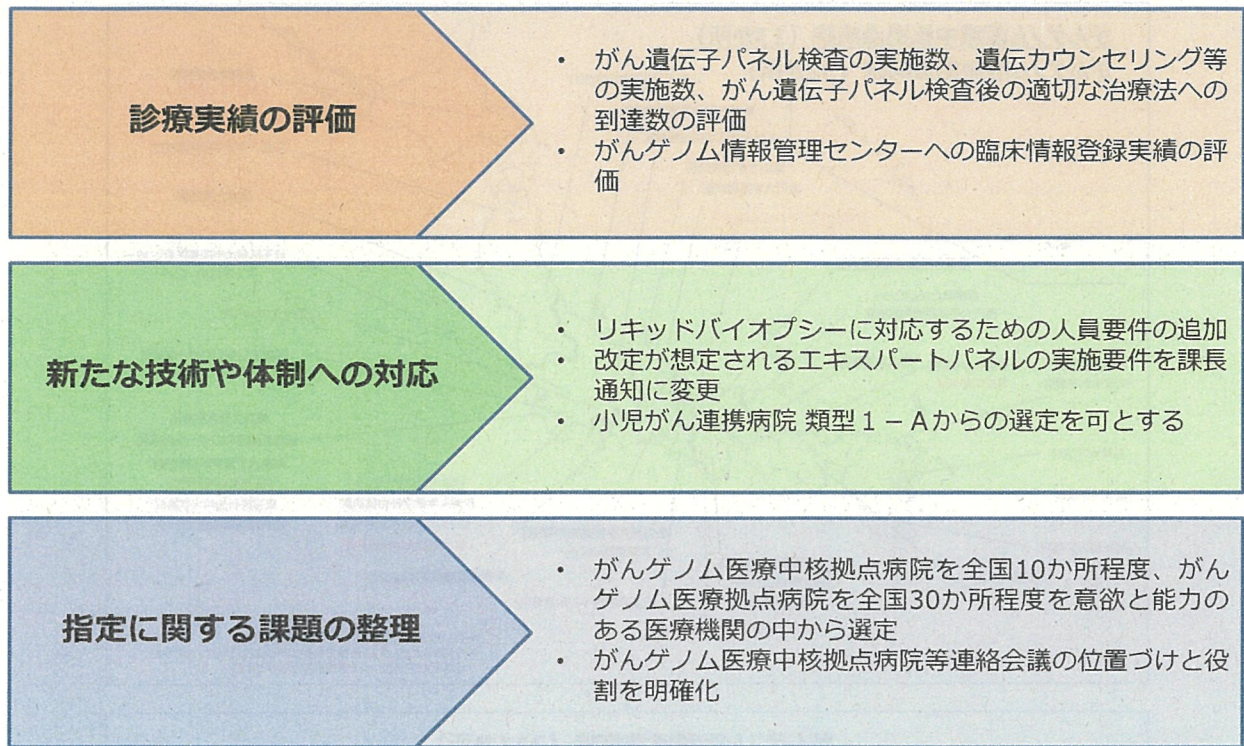 診療実績の評価
• がん遺伝子パネル検査の実施数、遺伝カウンセリング等
の実施数、がん遺伝子パネル検査後の適切な治療法への
到達数の評価
• がんゲノム情報管理センターへの臨床情報登録実績の評
価
新たな技術や体制への対応
• リキッドバイオプシーに対応するための人員要件の追加
• 改定が想定されるエキスパートパネルの実施要件を課長
通知に変更
• 小児がん連携病院 類型1－Aからの選定を可とする
指定に関する課題の整理
• がんゲノム医療中核拠点病院を全国10か所程度、がん
ゲノム医療拠点病院を全国30か所程度を意欲と能力の
ある医療機関の中から選定
• がんゲノム医療中核拠点病院等連絡会議の位置づけと役
割を明確化